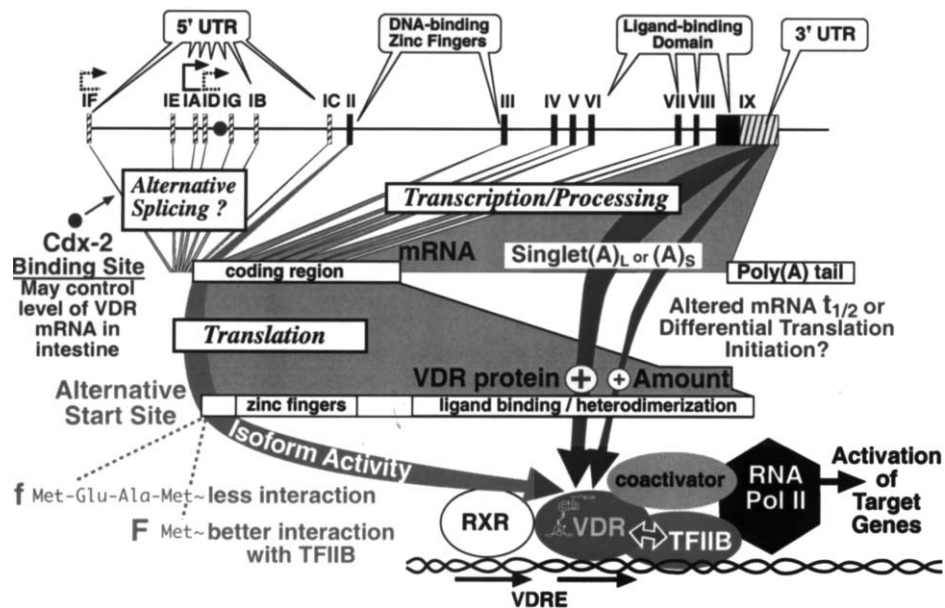 5' UTR
DNA-binding
Zinc Fingers
Ligand-binding
Domain
3' UTR
IF IE IA ID IG IB IC II III IV V VI VII VIII IX
Alternative
Splicing ?
Transcription/Processing
Cdx-2
Binding Site
May control
level of VDR
mRNA in
intestine
mRNA
Singlet(A)L or (A)S
coding region
Poly(A) tail
Altered mRNA t1/2 or
Differential Translation
Initiation?
Translation
VDR protein + + Amount
Alternative
Start Site
zinc fingers
ligand binding / heterodimerization
Isoform Activity
f Met-Glu-Ala-Met~ less interaction
F Met~ better interaction
with TFIIB
RXR
VDR
TFIIB
coactivator
RNA
Pol II
Activation
of
Target
Genes
VDRE